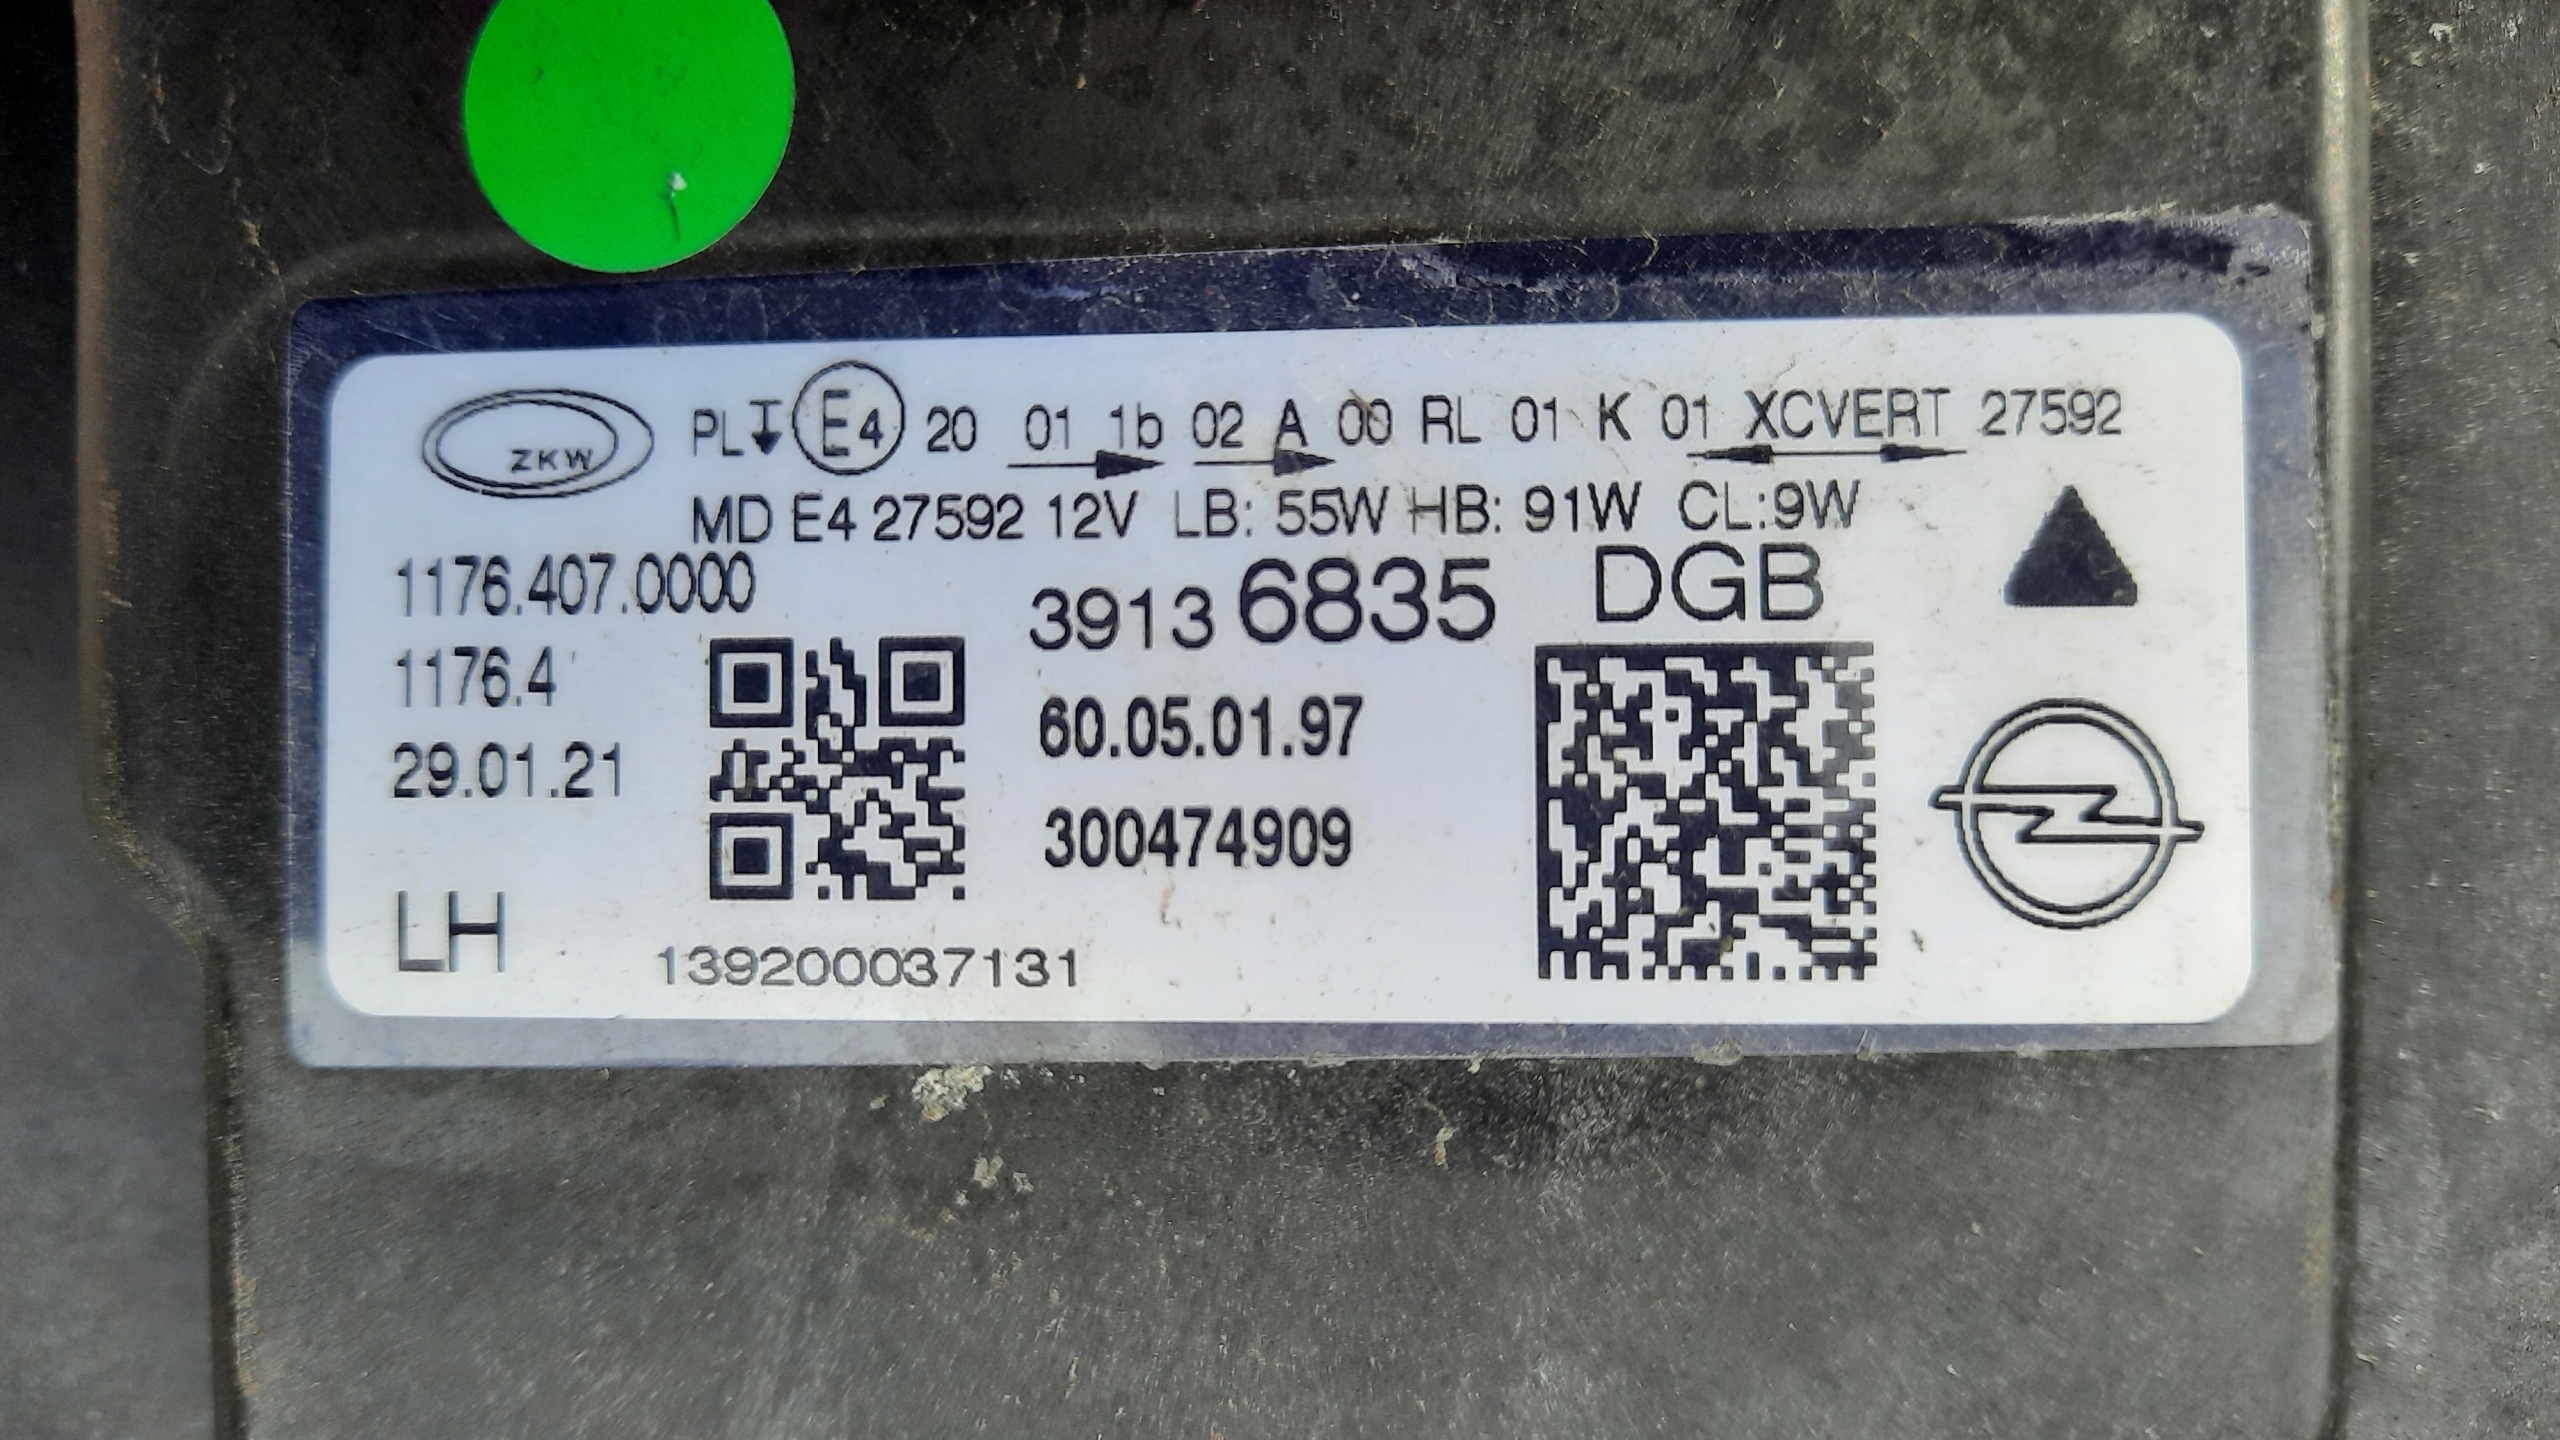 ZKW
PL E4 20 01 1b 02 A 00 RL 01 K 01 XCVERT 27592
MD E4 27592 12V LB: 55W HB: 91W CL:9W
1176.407.0000
39136835 DGB
1176.4
60.05.01.97
29.01.21
300474909
LH
139200037131